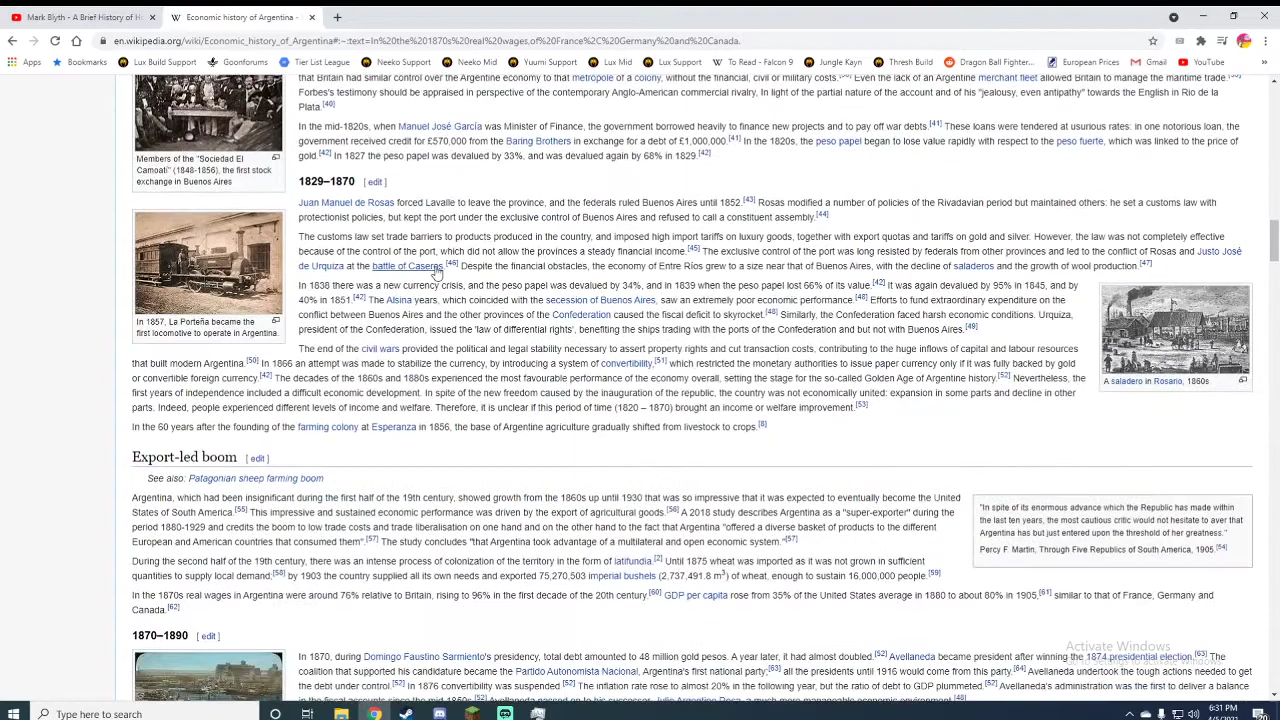 Mark Blyth - A Brief History of H
Economic history of Argentina -
en.wikipedia.org/wiki/Economic_history_of_Argentina#:~:text=In%20the%201870s%20real%20wages,of%20France%2C%20Germany%20and%20Canada.
Apps Bookmarks Lux Build Support Goonforums Tier List League Neeko Support Neeko Mid Yuumi Support Lux Mid Lux Support To Read - Falcon 9 Jungle Kayn Thresh Build Dragon Ball Fighter... European Prices Gmail YouTube
that Britain had similar control over the Argentine economy to that metropole of a colony, without the financial, civil or military costs. Even the lack of an Argentine merchant fleet allowed Britain to manage the maritime trade.
Forbes's testimony should be appraised in perspective of the contemporary Anglo-American commercial rivalry, In light of the partial nature of the account and of his "jealousy, even antipathy" towards the English in Rio de la
Plata.[40]
In the mid-1820s, when Manuel José García was Minister of Finance, the government borrowed heavily to finance new projects and to pay off war debts.[41] These loans were tendered at usurious rates: in one notorious loan, the
government received credit for £570,000 from the Baring Brothers in exchange for a debt of £1,000,000.[41] In the 1820s, the peso papel began to lose value rapidly with respect to the peso fuerte, which was linked to the price of
gold.[42] In 1827 the peso papel was devalued by 33%, and was devalued again by 68% in 1829.[42]
Members of the "Sociedad El
Camoatí" (1848-1856), the first stock
exchange in Buenos Aires
1829–1870 [ edit ]
Juan Manuel de Rosas forced Lavalle to leave the province, and the federals ruled Buenos Aires until 1852.[43] Rosas modified a number of policies of the Rivadavian period but maintained others: he set a customs law with
protectionist policies, but kept the port under the exclusive control of Buenos Aires and refused to call a constituent assembly.[44]
The customs law set trade barriers to products produced in the country, and imposed high import tariffs on luxury goods, together with export quotas and tariffs on gold and silver. However, the law was not completely effective
because of the control of the port, which did not allow the provinces a steady financial income.[45] The exclusive control of the port was long resisted by federals from other provinces and led to the conflict of Rosas and Justo José
de Urquiza at the battle of Caseros.[46] Despite the financial obstacles, the economy of Entre Ríos grew to a size near that of Buenos Aires, with the decline of saladeros and the growth of wool production.[47]
In 1857, La Porteña became the
first locomotive to operate in Argentina.
In 1838 there was a new currency crisis, and the peso papel was devalued by 34%, and in 1839 when the peso lost 66% of its value.[42] It was again devalued by 95% in 1845, and by
40% in 1851.[42] The Alsina years, which coincided with the secession of Buenos Aires, saw an extremely poor economic performance.[48] Efforts to fund extraordinary expenditure on the
conflict between Buenos Aires and the other provinces of the Confederation caused the fiscal deficit to skyrocket.[48] Similarly, the Confederation faced harsh economic conditions. Urquiza,
president of the Confederation, issued the 'law of differential rights', benefiting the ships trading with the ports of the Confederation but not with Buenos Aires.[49]
A saladero in Rosario, 1860s
The end of the civil wars provided the political and legal stability necessary to assert property rights and cut transaction costs, contributing to the huge inflows of capital and labour resources
that built modern Argentina.[50] In 1866 an attempt was made to stabilize the currency, by introducing a system of convertibility,[51] which restricted the monetary authorities to issue paper currency only if it was fully backed by gold
or convertible foreign currency.[42] The decades of the 1860s and 1880s experienced the most favourable performance of the economy overall, setting the stage for the so-called Golden Age of Argentine history.[52] Nevertheless, the
first years of independence included a difficult economic development. In spite of the new freedom caused by the inauguration of the republic, the country was not economically united: expansion in some parts and decline in other
parts. Indeed, people experienced different levels of income and welfare. Therefore, it is unclear if this period of time (1820 – 1870) brought an income or welfare improvement.[53]
In the 60 years after the founding of the farming colony at Esperanza in 1856, the base of Argentine agriculture gradually shifted from livestock to crops.[8]
Export-led boom [ edit ]
See also: Patagonian sheep farming boom
Argentina, which had been insignificant during the first half of the 19th century, showed growth from the 1860s up until 1930 that was so impressive that it was expected to eventually become the United
States of South America.[55] This impressive and sustained economic performance was driven by the export of agricultural goods.[56] A 2018 study describes Argentina as a "super-exporter" during the
period 1880-1929 and credits the boom to low trade costs and trade liberalisation on one hand and on the other hand to the fact that Argentina "offered a diverse basket of products to the different
European and American countries that consumed them".[57] The study concludes "that Argentina took advantage of a multilateral and open economic system."[57]
"In spite of its enormous advance which the Republic has made within
the last ten years, the most cautious critic would not hesitate to aver that
Argentina has but just entered upon the threshold of her greatness."
Percy F. Martin, Through Five Republics of South America, 1905.[54]
During the second half of the 19th century, there was an intense process of colonization of the territory in the form of latifundia.[2] Until 1875 wheat was imported as it was not grown in sufficient
quantities to supply local demand;[58] by 1903 the country supplied all its own needs and exported 75,270,503 imperial bushels (2,737,491.8 m3) of wheat, enough to sustain 16,000,000 people.[59]
In the 1870s real wages in Argentina were around 76% relative to Britain, rising to 96% in the first decade of the 20th century.[60] GDP per capita rose from 35% of the United States average in 1880 to about 80% in 1905,[61] similar to that of France, Germany and
Canada.[62]
1870–1890 [ edit ]
In 1870, during Domingo Faustino Sarmiento's presidency, total debt amounted to 48 million gold pesos. A year later, it had almost doubled.[52] Avellaneda became president after winning the 1874 presidential election.[63] The
coalition that supported his candidature became the Partido Autonomista Nacional, Argentina's first national party;[63] all the presidents until 1916 would come from this party.[64] Avellaneda undertook the tough actions needed to get
the debt under control.[52] In 1876 convertibility was suspended.[52] The inflation rate rose to almost 20% in the following year, but the ratio of debt to GDP plummeted.[52] Avellaneda's administration was the first to deliver a balance
Activate Windows
Type here to search
6:31 PM